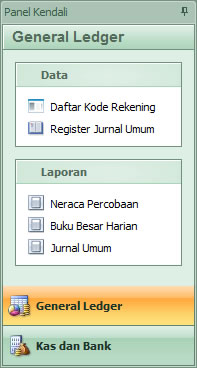 Panel Kendali
General Ledger
Data
Daftar Kode Rekening
Register Jurnal Umum
Laporan
Neraca Percobaan
Buku Besar Harian
Jurnal Umum
General Ledger
Kas dan Bank